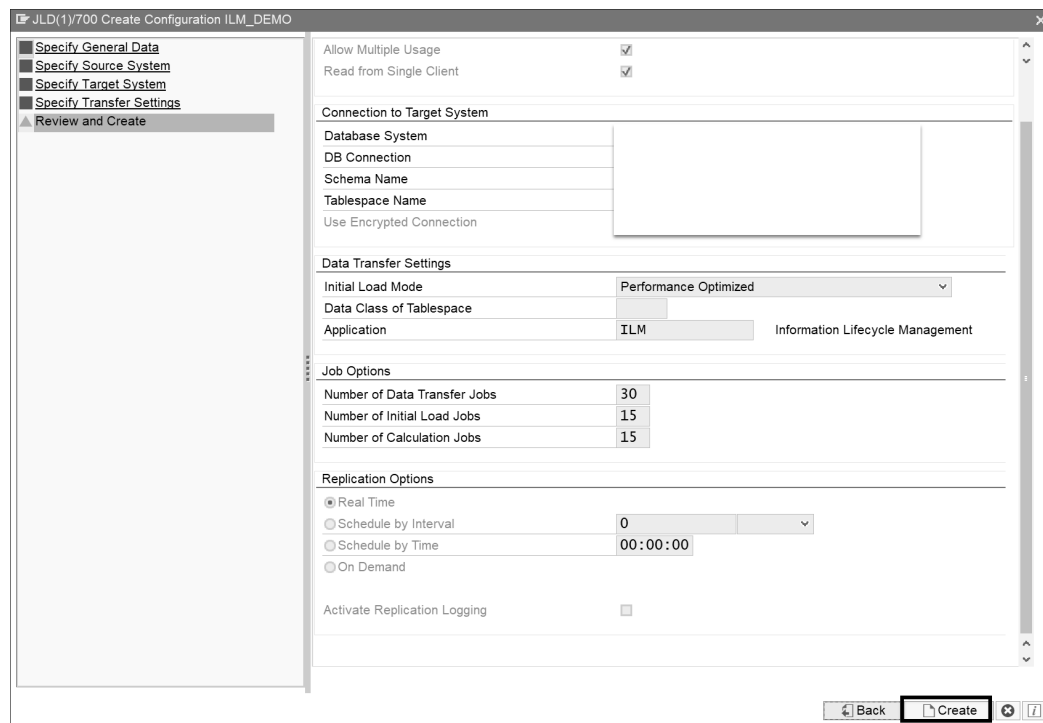 JLD(1)/700 Create Configuration ILM_DEMO
Specify General Data
Specify Source System
Specify Target System
Specify Transfer Settings
Review and Create
Allow Multiple Usage
Read from Single Client
Connection to Target System
Database System
DB Connection
Schema Name
Tablespace Name
Use Encrypted Connection
Data Transfer Settings
Initial Load Mode Performance Optimized
Data Class of Tablespace
Application ILM Information Lifecycle Management
Job Options
Number of Data Transfer Jobs 30
Number of Initial Load Jobs 15
Number of Calculation Jobs 15
Replication Options
Real Time
Schedule by Interval 0
Schedule by Time 00:00:00
On Demand
Activate Replication Logging
Back Create i